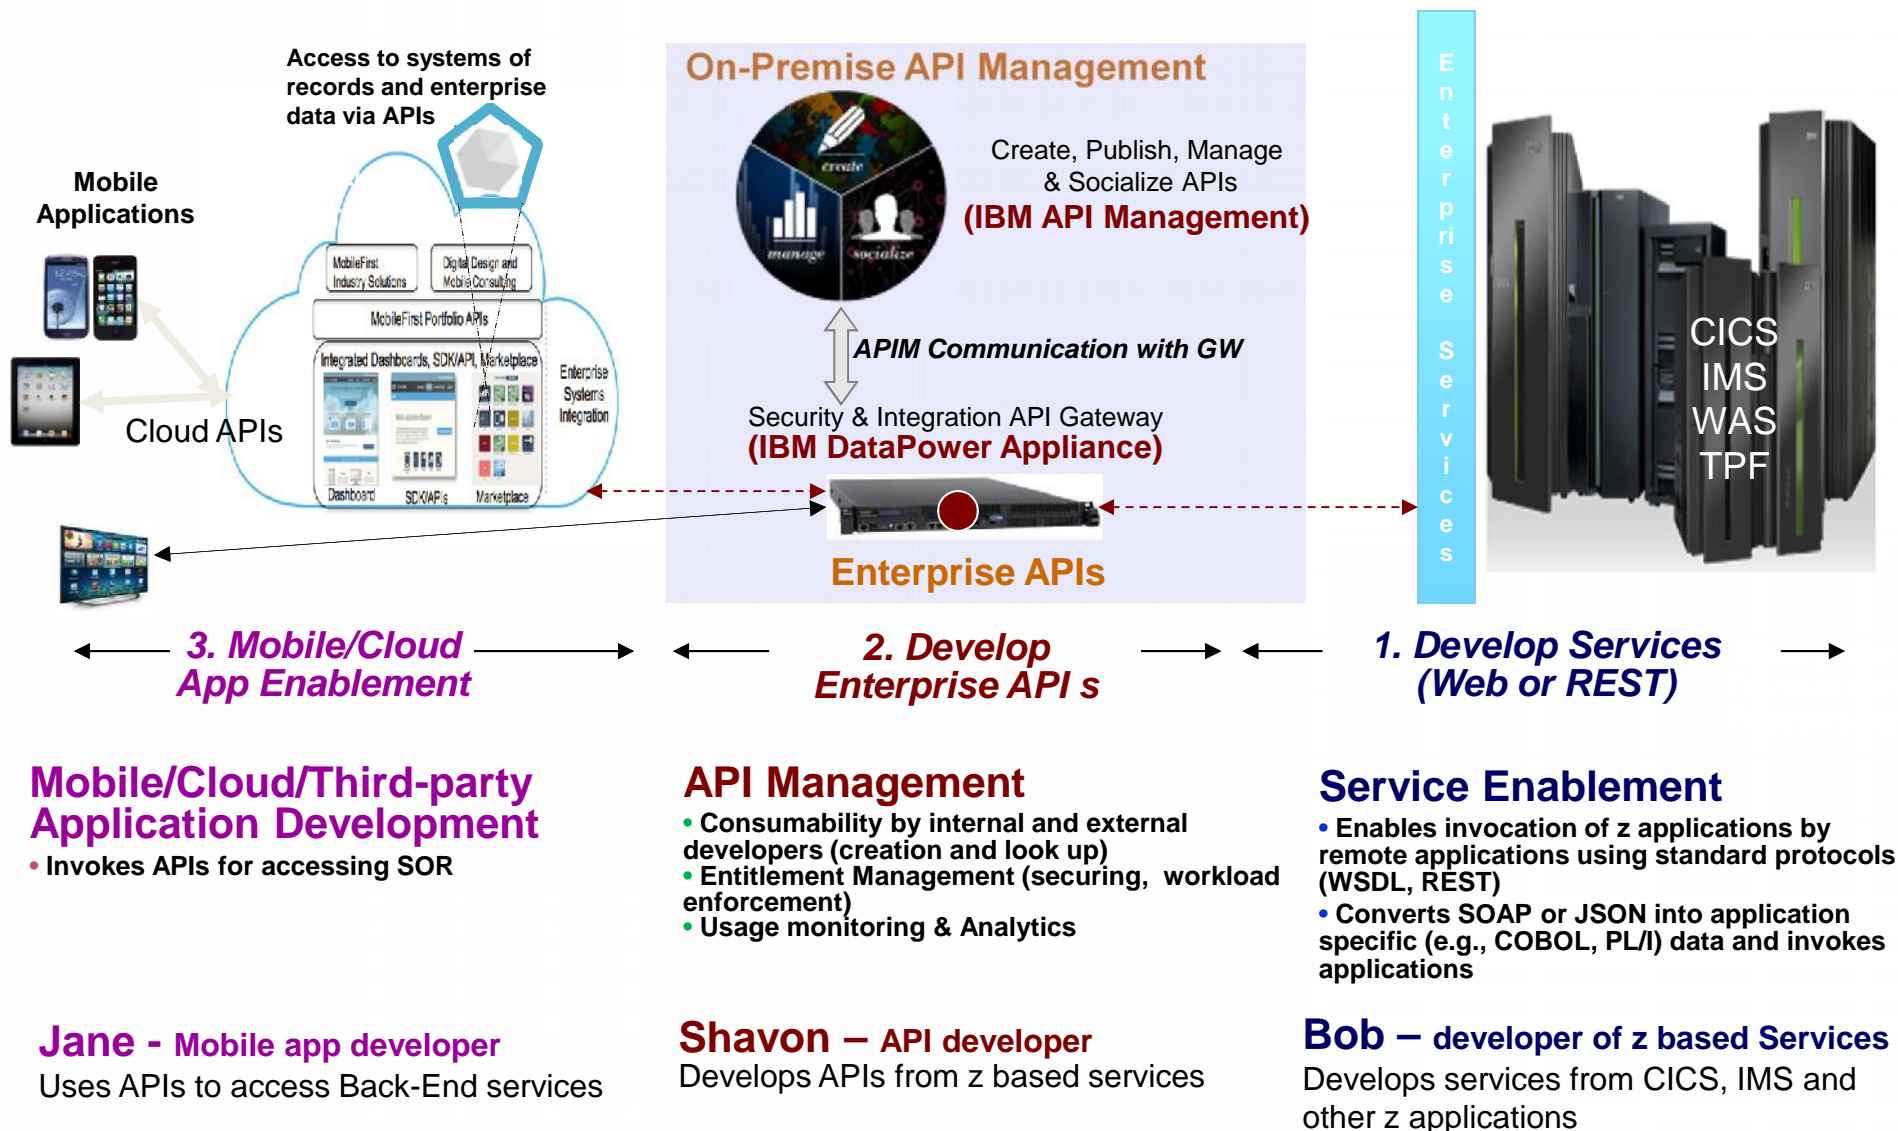 Access to systems of
records and enterprise
data via APIs
Mobile
Applications
MobileFirst
Industry Solutions
Digital Design and
Mobile Consulting
MobileFirst Portfolio APIs
Integrated Dashboards, SDK/API, Marketplace
Enterprise
Systems
Integration
Dashboard
SDK/APIs
Marketplace
Cloud APIs
On-Premise API Management
create
manage
socialize
Create, Publish, Manage
& Socialize APIs
(IBM API Management)
APIM Communication with GW
Security & Integration API Gateway
(IBM DataPower Appliance)
Enterprise APIs
Enterprise Services
CICS
IMS
WAS
TPF
3. Mobile/Cloud
App Enablement
2. Develop
Enterprise API s
1. Develop Services
(Web or REST)
Mobile/Cloud/Third-party
Application Development
• Invokes APIs for accessing SOR
API Management
• Consumability by internal and external
developers (creation and look up)
• Entitlement Management (securing, workload
enforcement)
• Usage monitoring & Analytics
Service Enablement
• Enables invocation of z applications by
remote applications using standard protocols
(WSDL, REST)
• Converts SOAP or JSON into application
specific (e.g., COBOL, PL/I) data and invokes
applications
Jane - Mobile app developer
Uses APIs to access Back-End services
Shavon – API developer
Develops APIs from z based services
Bob – developer of z based Services
Develops services from CICS, IMS and
other z applications